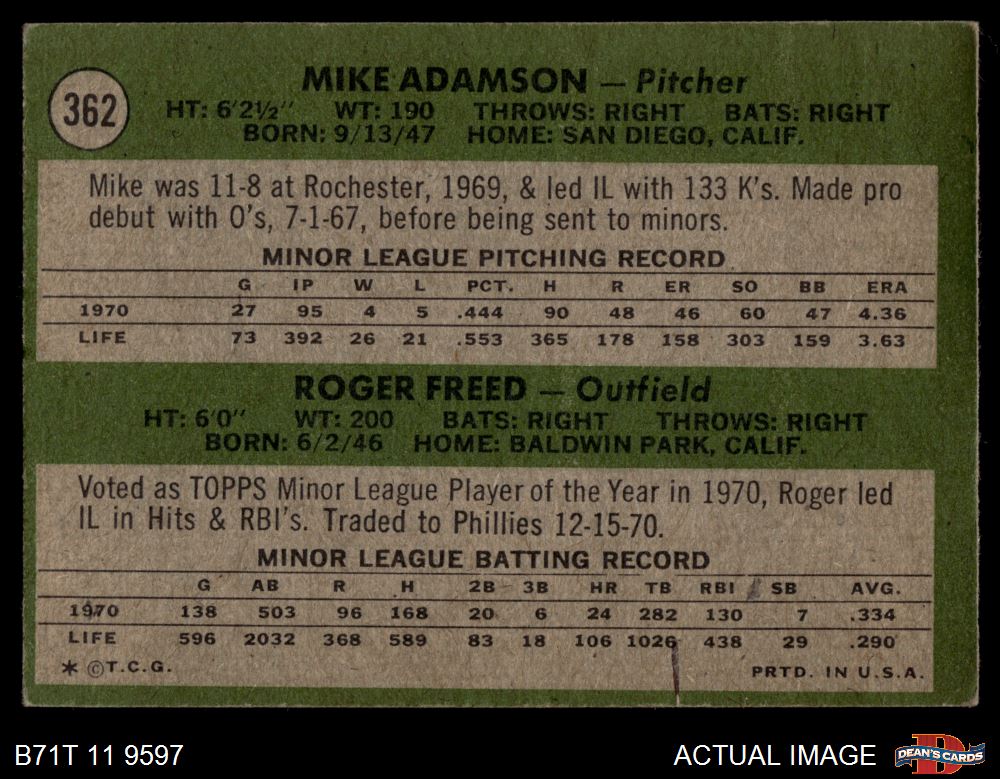 362
MIKE ADAMSON — Pitcher
HT: 6'2½" WT: 190 THROWS: RIGHT BATS: RIGHT
BORN: 9/13/47 HOME: SAN DIEGO, CALIF.
Mike was 11-8 at Rochester, 1969, & led IL with 133 K's. Made pro
debut with O's, 7-1-67, before being sent to minors.
MINOR LEAGUE PITCHING RECORD
G IP W L PCT. H R ER SO BB ERA
1970 27 95 4 5 .444 90 48 46 60 47 4.36
LIFE 73 392 26 21 .553 365 178 158 303 159 3.63
ROGER FREED — Outfield
HT: 6'0" WT: 200 BATS: RIGHT THROWS: RIGHT
BORN: 6/2/46 HOME: BALDWIN PARK, CALIF.
Voted as TOPPS Minor League Player of the Year in 1970, Roger led
IL in Hits & RBI's. Traded to Phillies 12-15-70.
MINOR LEAGUE BATTING RECORD
G AB R H 2B 3B HR TB RBI SB AVG.
1970 138 503 96 168 20 6 24 282 130 7 .334
LIFE 596 2032 368 589 83 18 106 1026 438 29 .290
* ©T.C.G. PRTD. IN U.S.A.
B71T 11 9597 ACTUAL IMAGE DEAN'S CARDS